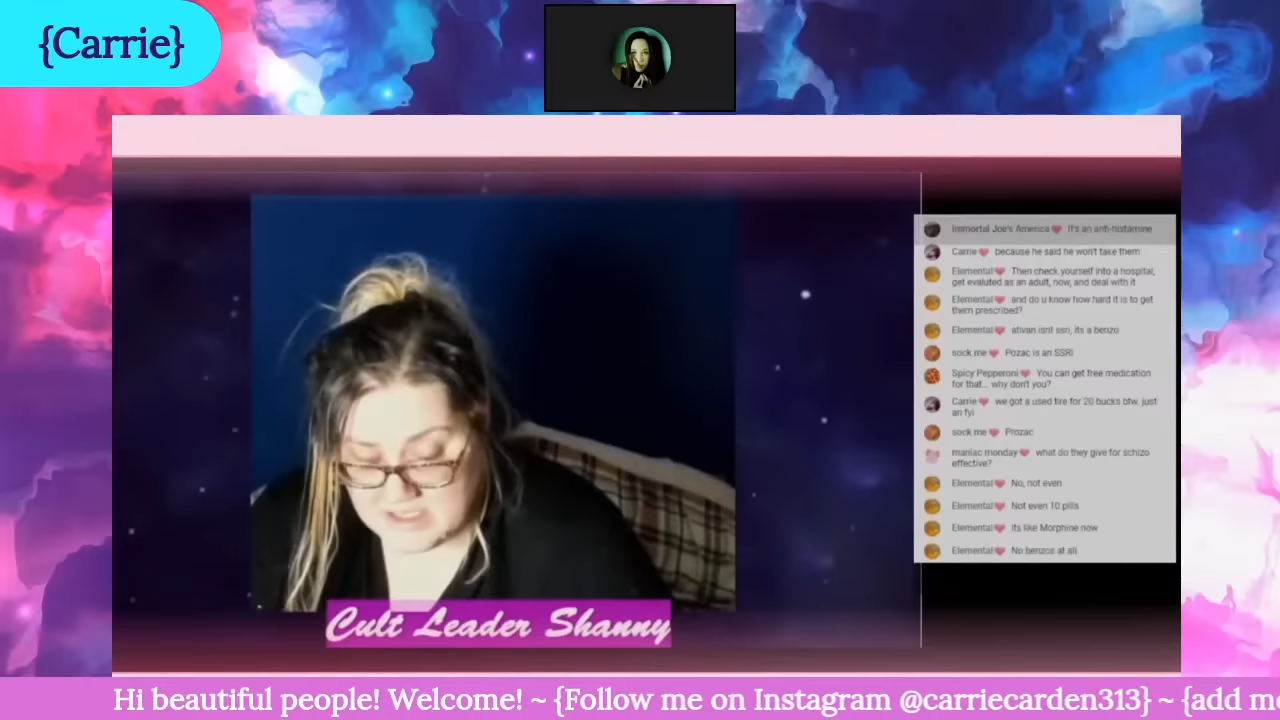 {Carrie}
Immortal Joe's America It's an anti-histamine
Carrie because he said he won't take them
Elemental Then check yourself into a hospital,
get evaluted as an adult, now, and deal with it
Elemental and do u know how hard it is to get
them prescribed?
Elemental ativan isnt ssri, its a benzo
sock me Pozac is an SSRI
Spicy Pepperoni You can get free medication
for that... why don't you?
Carrie we got a used tire for 20 bucks btw. just
an fyi
sock me Prozac
maniac monday what do they give for schizo
effective?
Elemental No, not even
Elemental Not even 10 pills
Elemental Its like Morphine now
Elemental No benzos at all
Cult Leader Shanny
Hi beautiful people! Welcome! ~ {Follow me on Instagram @carriecarden313} ~ {add m